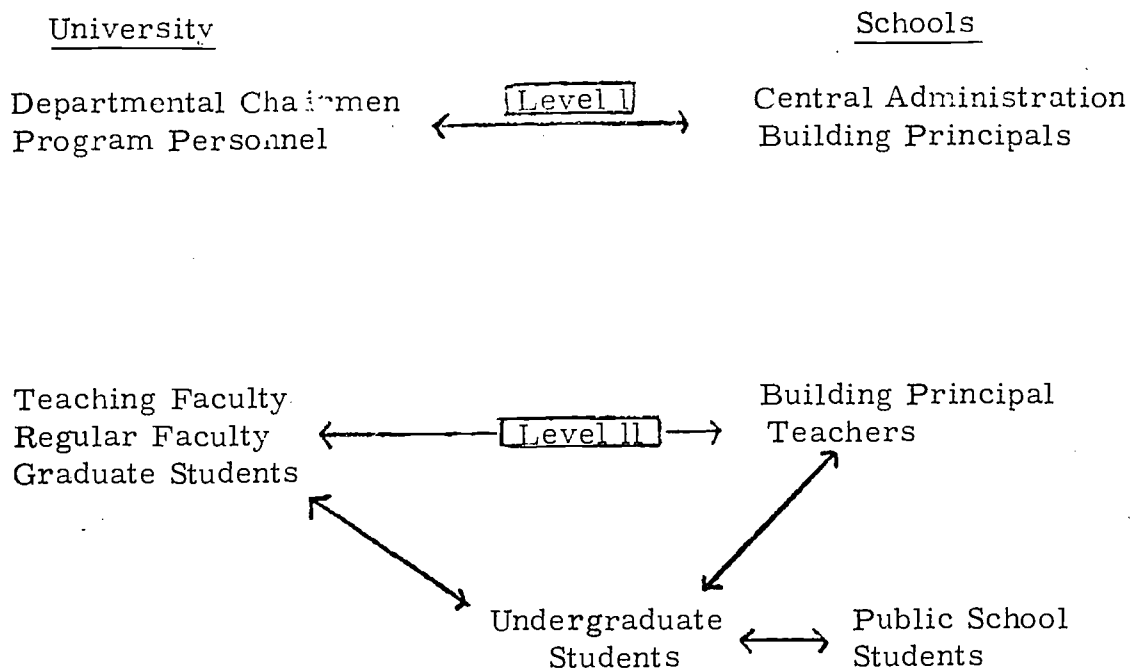 University
Schools
Departmental Chairmen
Program Personnel
Level l
Central Administration
Building Principals
Teaching Faculty
Regular Faculty
Graduate Students
Level ll
Building Principal
Teachers
Undergraduate
Students
Public School
Students